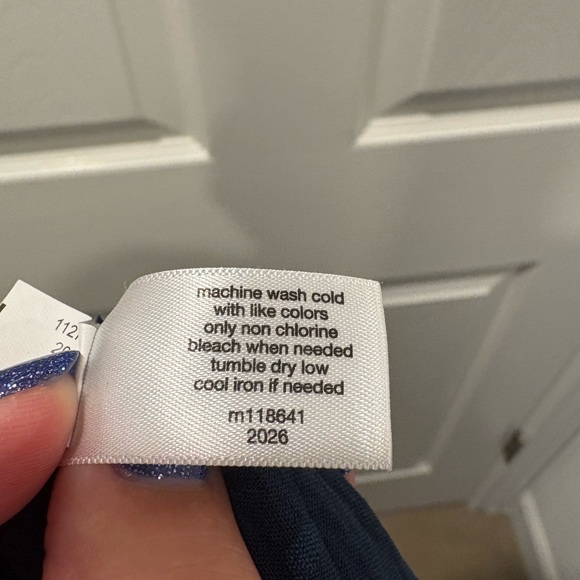 machine wash cold
with like colors
only non chlorine
bleach when needed
tumble dry low
cool iron if needed
m118641
2026